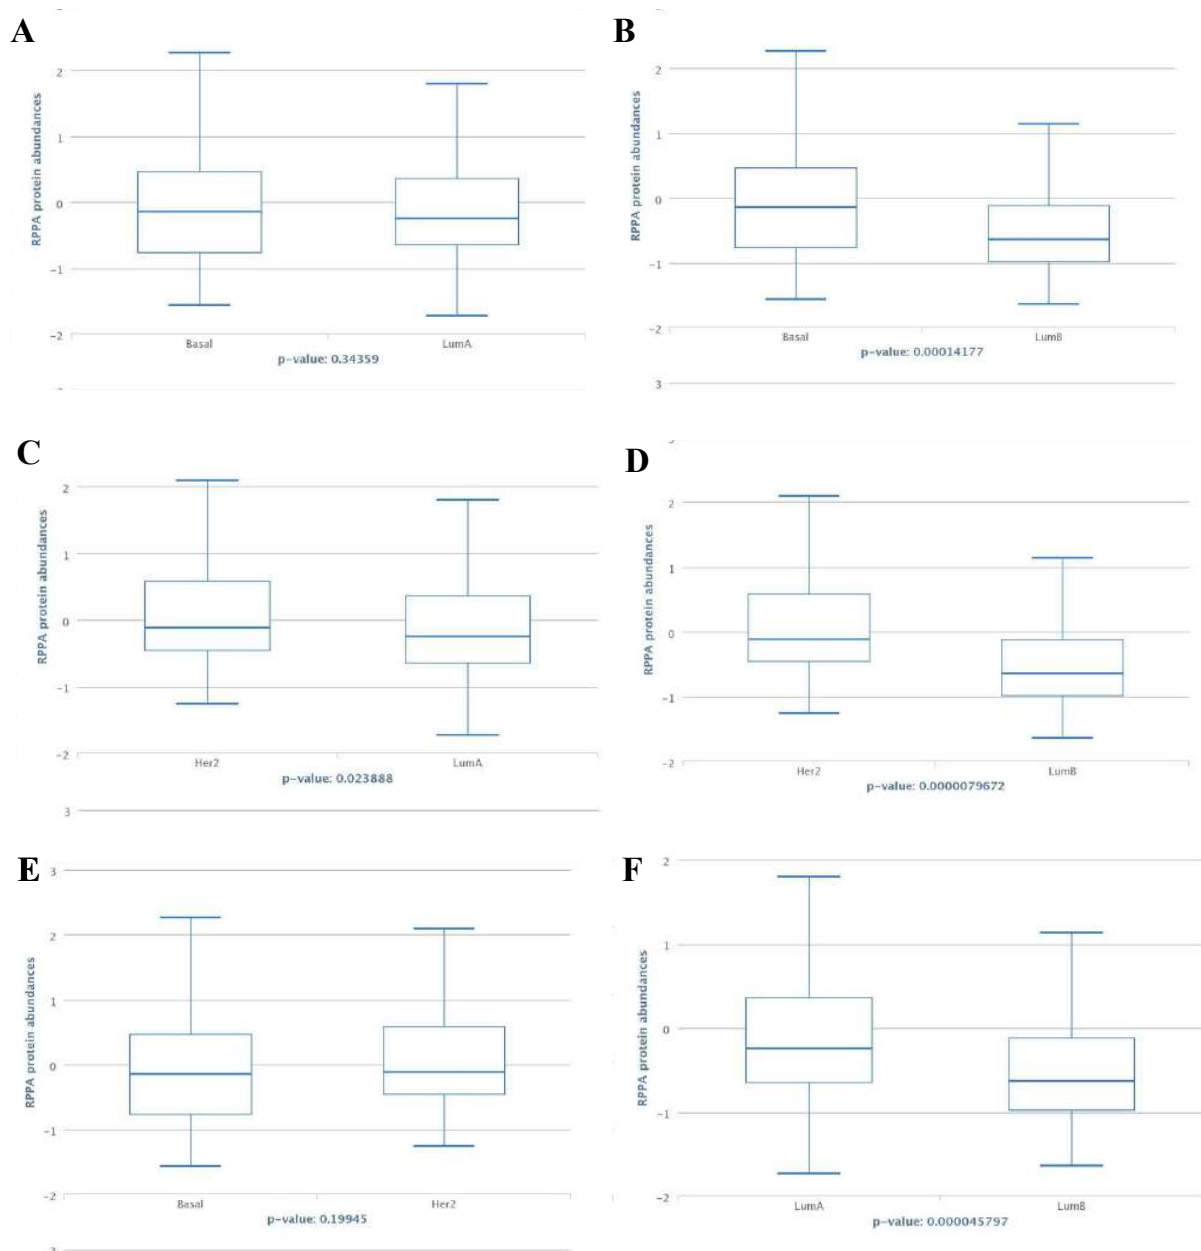 A
RPPA protein abundances
2
1
0
−1
−2
Basal
LumA
p-value: 0.34359
B
RPPA protein abundances
2
1
0
−1
−2
Basal
LumB
p-value: 0.00014177
3
C
RPPA protein abundances
2
1
0
−1
−2
Her2
LumA
p-value: 0.023888
3
D
RPPA protein abundances
2
1
0
−1
−2
Her2
LumB
p-value: 0.0000079672
E
RPPA protein abundances
3
2
1
0
−1
−2
Basal
Her2
p-value: 0.19945
F
RPPA protein abundances
2
1
0
−1
−2
LumA
LumB
p-value: 0.000045797